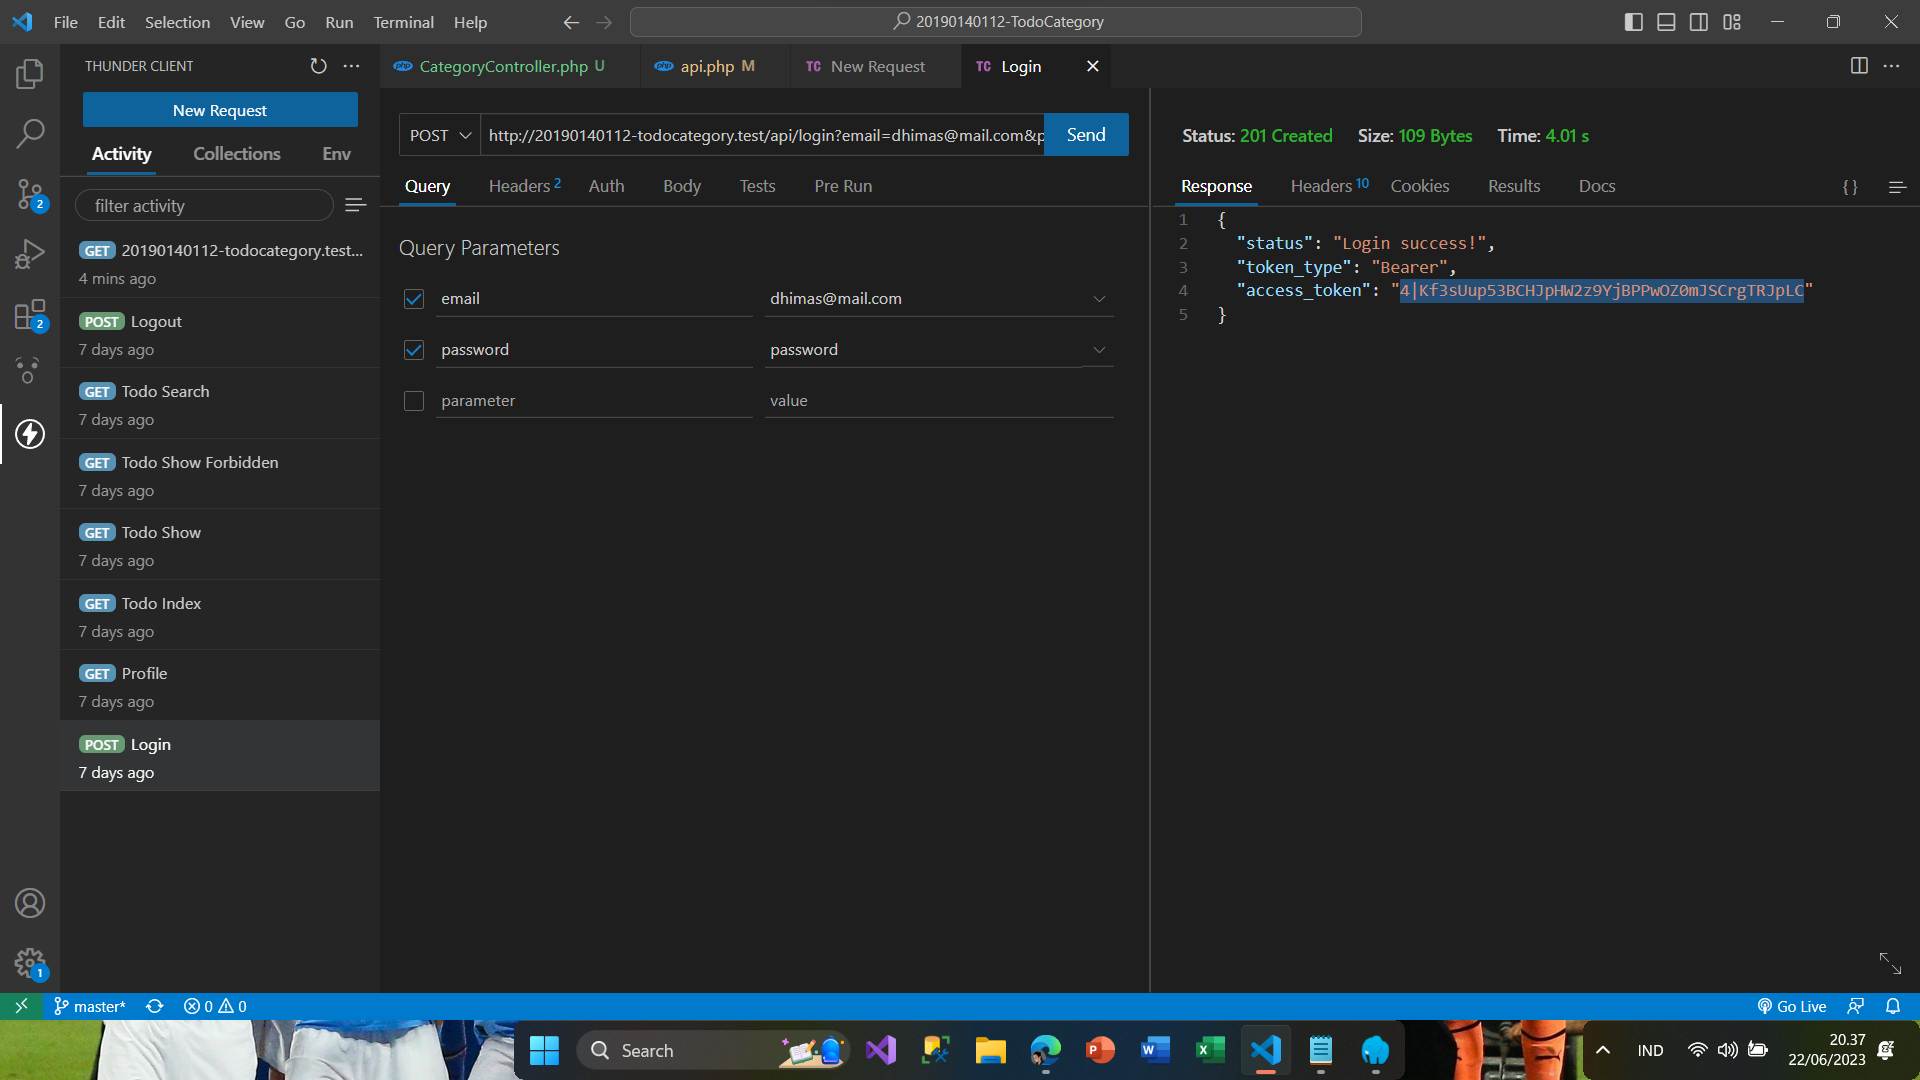 File Edit Selection View Go Run Terminal Help
20190140112-TodoCategory
THUNDER CLIENT
New Request
Activity Collections Env
filter activity
GET 20190140112-todocategory.test...
4 mins ago
POST Logout
7 days ago
GET Todo Search
7 days ago
GET Todo Show Forbidden
7 days ago
GET Todo Show
7 days ago
GET Todo Index
7 days ago
GET Profile
7 days ago
POST Login
7 days ago
2
2
1
php CategoryController.php U
php api.php M
TC New Request
TC Login
POST http://20190140112-todocategory.test/api/login?email=dhimas@mail.com&p Send
Query Headers 2 Auth Body Tests Pre Run
Query Parameters
email dhimas@mail.com
password password
parameter value
Status: 201 Created Size: 109 Bytes Time: 4.01 s
Response Headers 10 Cookies Results Docs { }
1 {
2 "status": "Login success!",
3 "token_type": "Bearer",
4 "access_token": "4|Kf3sUup53BCHJpHW2z9YjBPPwOZ0mJSCrgTRJpLC"
5 }
master* 0 0 Go Live
Search P W X IND 20.37
22/06/2023